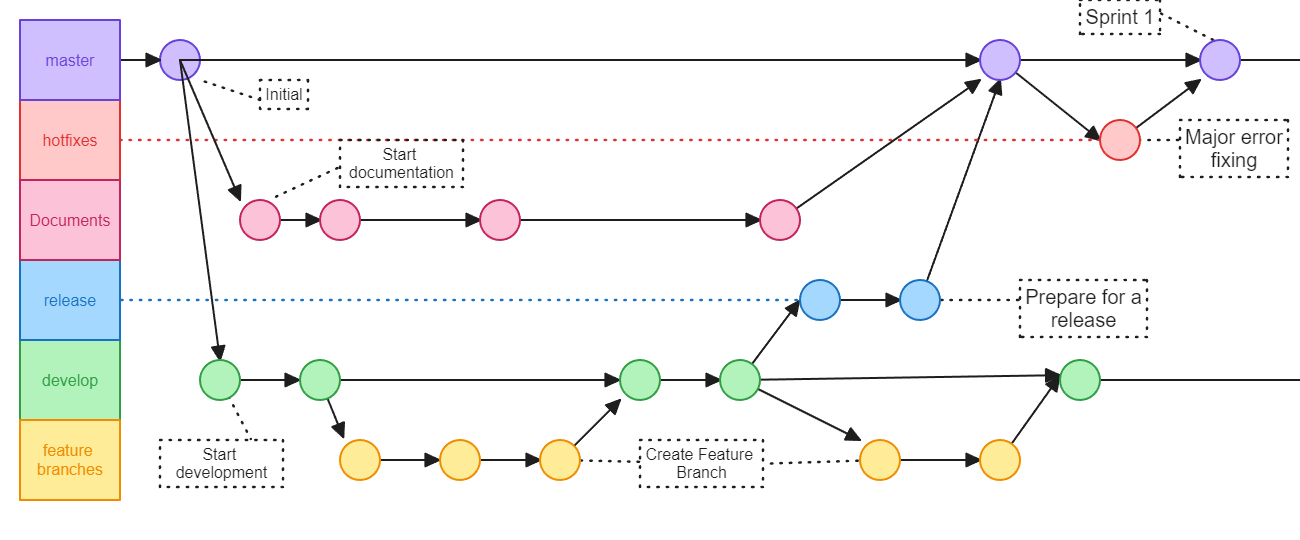 Sprint 1
master
Initial
hotfixes
Major error
fixing
Start
documentation
Documents
release
Prepare for a
release
develop
feature
branches
Start
development
Create Feature
Branch